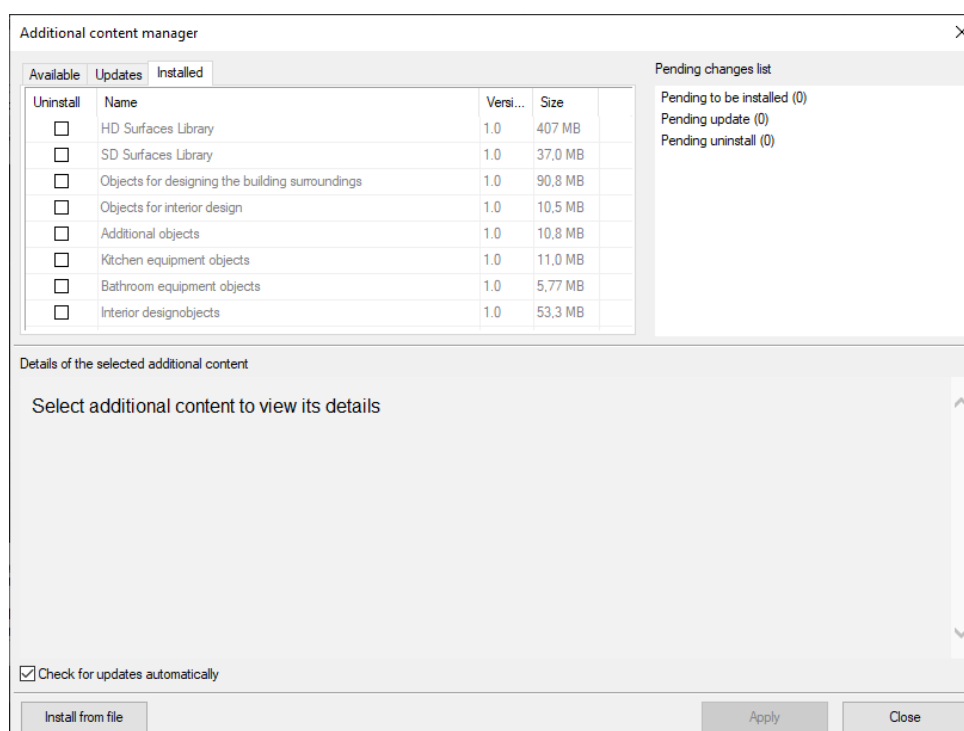 Additional content manager
Available Updates Installed
Pending changes list
Uninstall Name Versi... Size
HD Surfaces Library 1.0 407 MB
SD Surfaces Library 1.0 37,0 MB
Objects for designing the building surroundings 1.0 90,8 MB
Objects for interior design 1.0 10,5 MB
Additional objects 1.0 10,8 MB
Kitchen equipment objects 1.0 11,0 MB
Bathroom equipment objects 1.0 5,77 MB
Interior designobjects 1.0 53,3 MB
Pending to be installed (0)
Pending update (0)
Pending uninstall (0)
Details of the selected additional content
Select additional content to view its details
Check for updates automatically
Install from file Apply Close